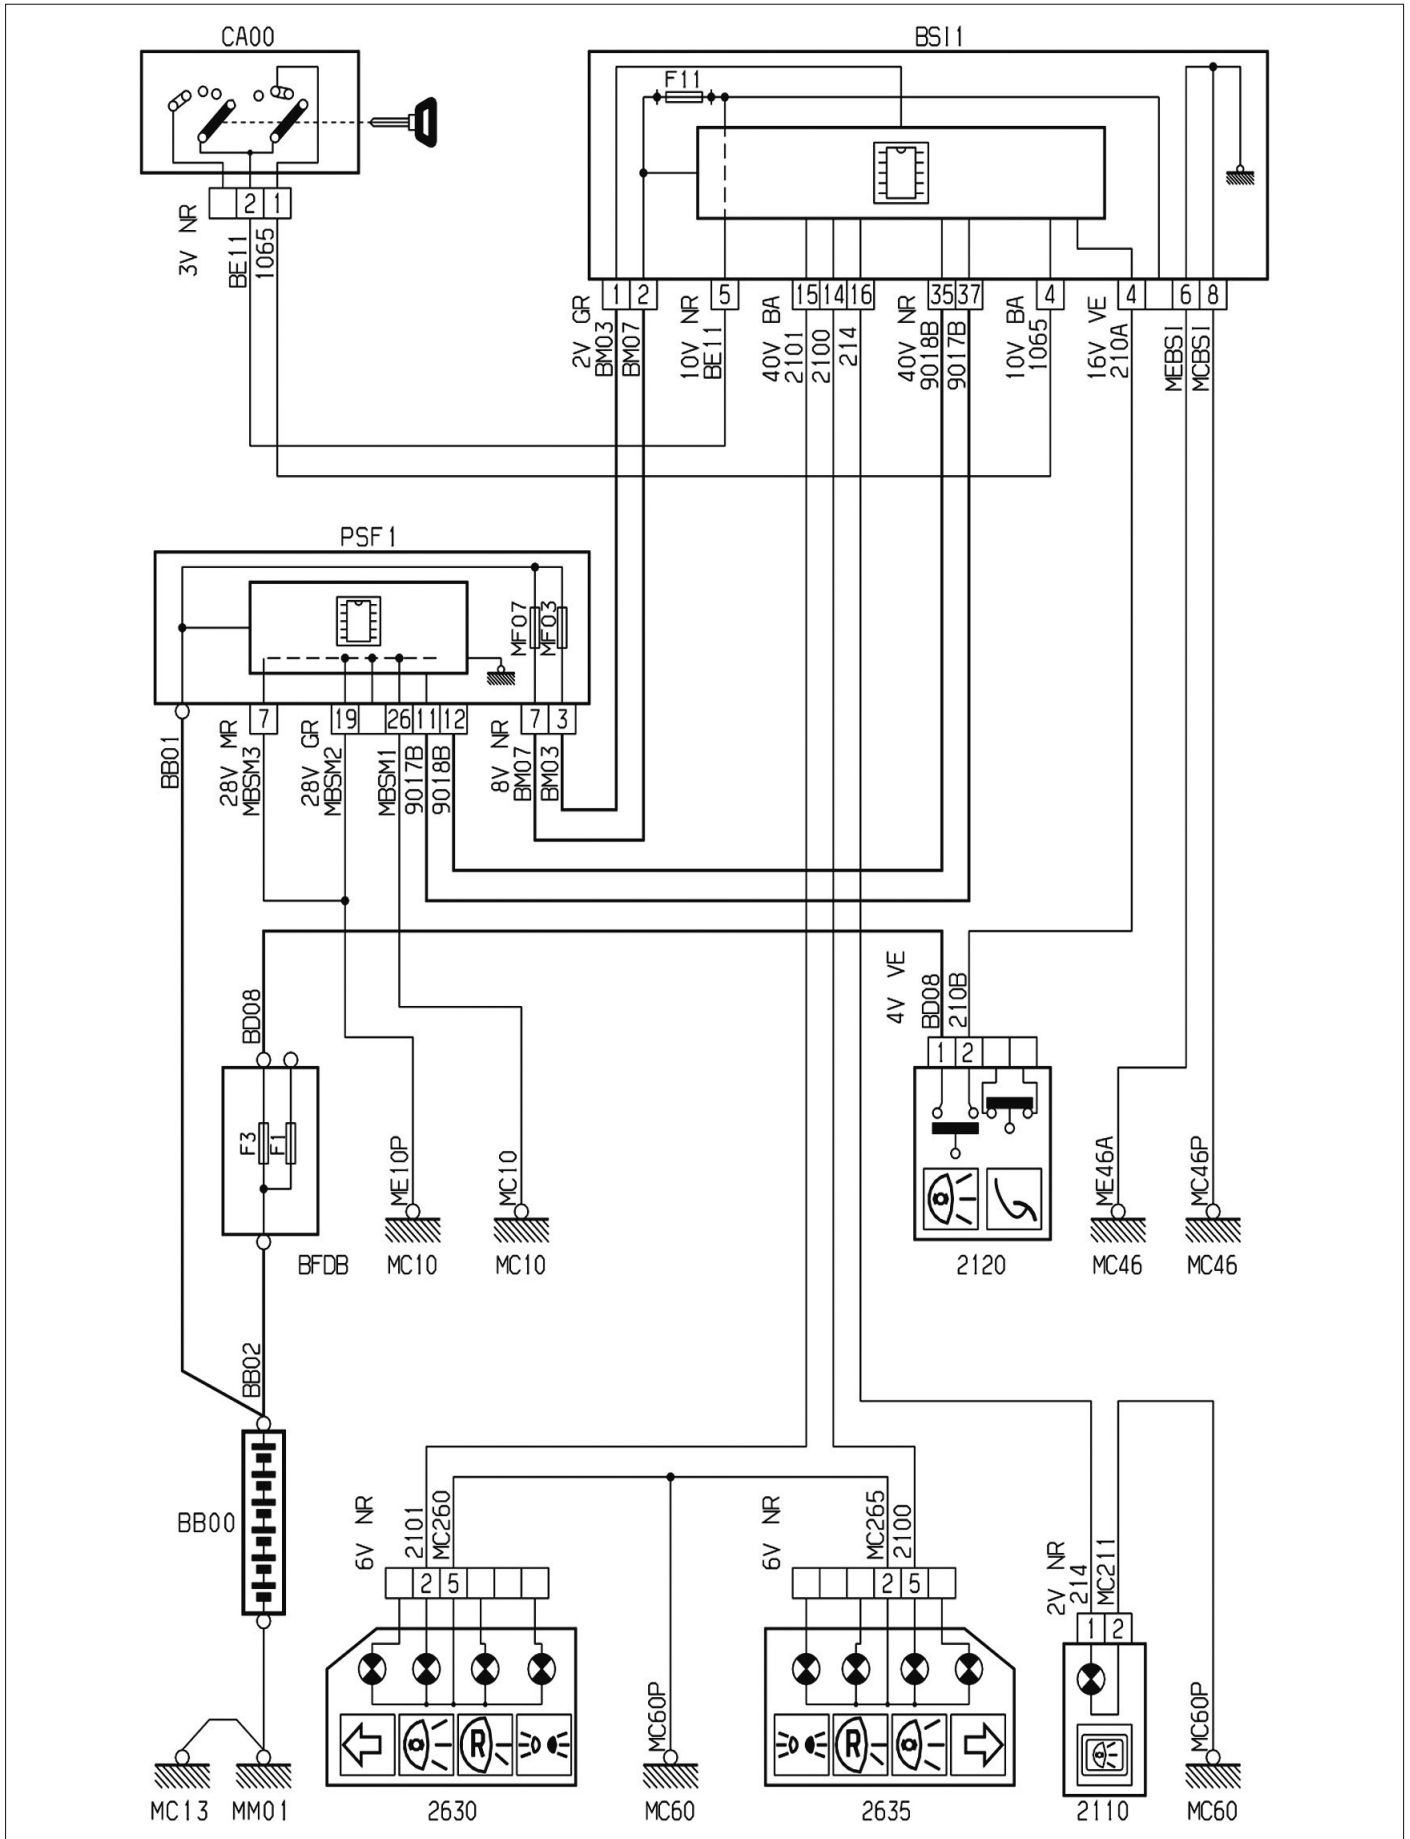 CA00
BSI1
F11
2 1
3V NR
BE11
1065
1 2 5 15 14 16 35 37 4 4 6 8
2V GR
BM03
BM07
10V NR
BE11
40V BA
2101
2100
214
40V NR
9018B
9017B
10V BA
1065
16V VE
210A
MEBSI
MCBSI
PSF1
MF07
MF03
7 19 26 11 12 7 3
BB01
28V MR
MBSM3
28V GR
MBSM2
MBSM1
9017B
9018B
8V NR
BM07
BM03
4V VE
BD08
210B
BD08
1 2
F3
F1
ME10P
MC10
ME46A
MC46P
BFDB
MC10
MC10
2120
MC46
MC46
BB02
BB00
6V NR
2101
MC260
6V NR
MC265
2100
2V NR
214
MC211
2 5
2 5
1 2
MC60P
MC60P
R
R
MC13
MM01
2630
MC60
2635
2110
MC60